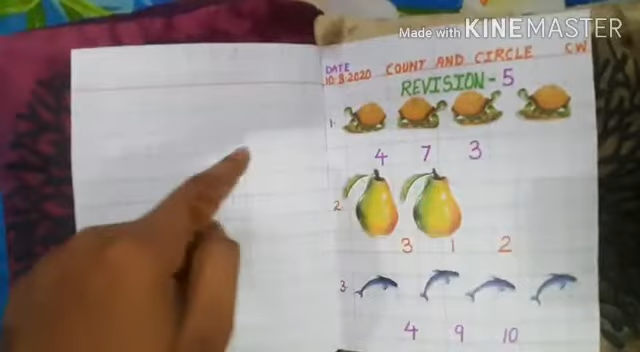 Made with KINEMASTER
DATE
10·8·2020 COUNT AND CIRCLE C W
REVISION - 5
1.
4 7 3
2
3 1 2
3.
4 9 10